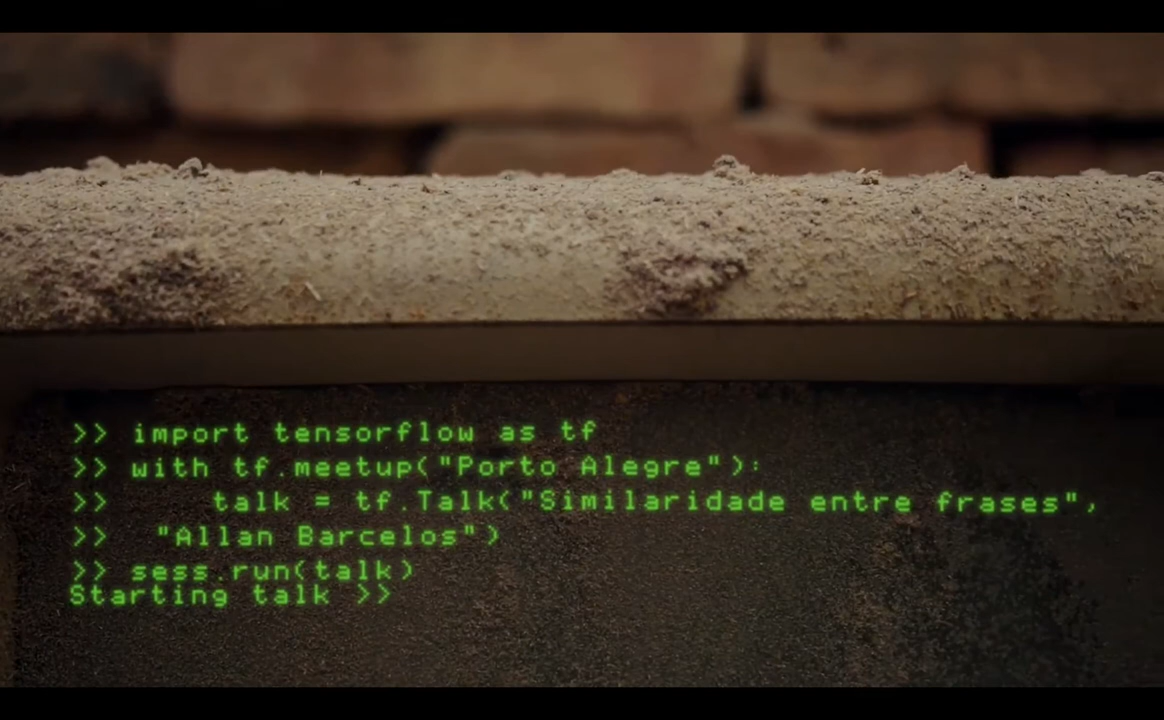 >> import tensorflow as tf
>> with tf.meetup("Porto Alegre"):
>>     talk = tf.Talk("Similaridade entre frases",
>>  "Allan Barcelos")
>> sess.run(talk)
Starting talk >>